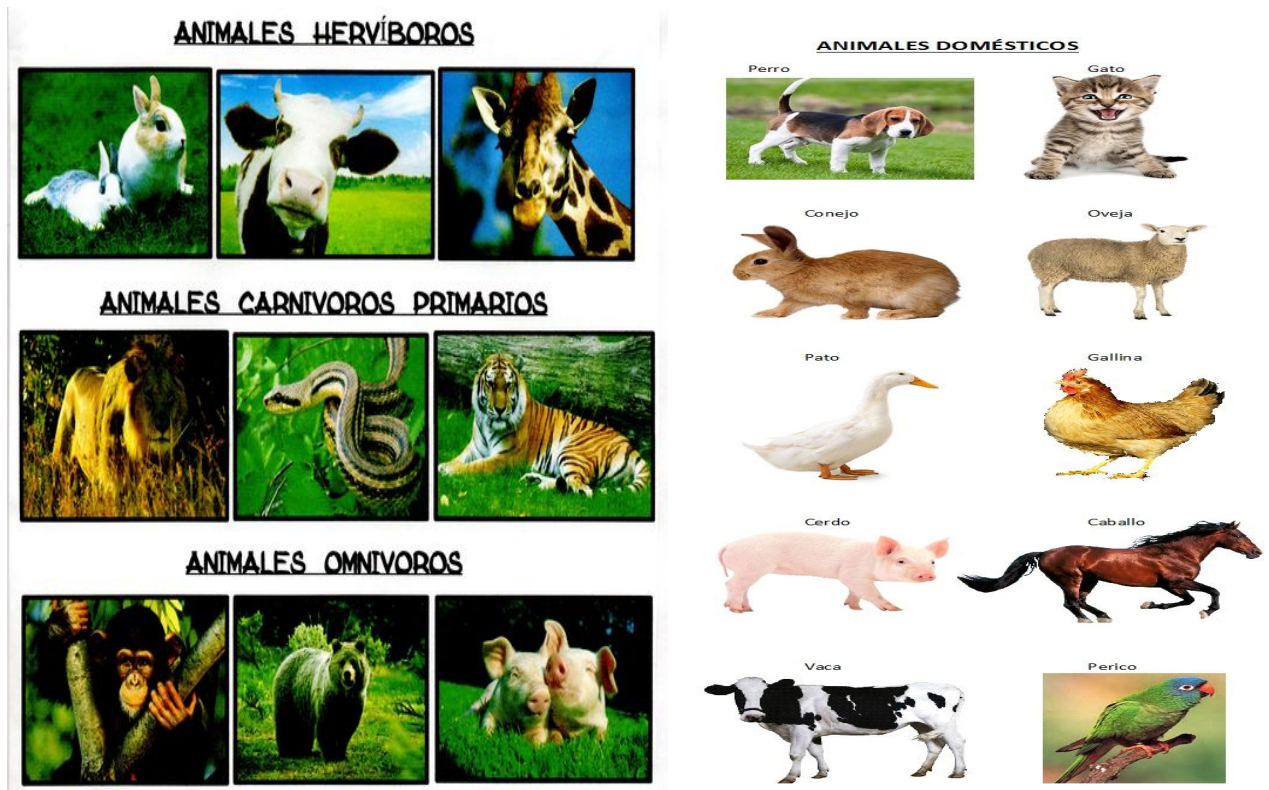 ANIMALES HERVÍBOROS
ANIMALES CARNIVOROS PRIMARIOS
ANIMALES OMNIVOROS
ANIMALES DOMÉSTICOS
Perro
Gato
Conejo
Oveja
Pato
Gallina
Cerdo
Caballo
Vaca
Perico